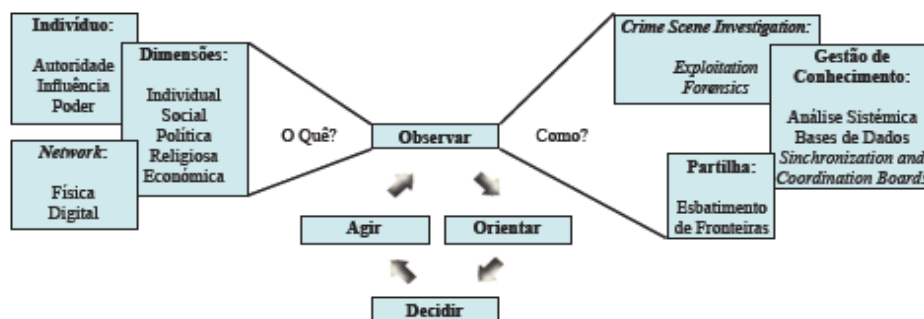 Indivíduo:
Autoridade
Influência
Poder
Dimensões:
Individual
Social
Política
Religiosa
Económica
Network:
Física
Digital
O Quê?
Observar
Como?
Agir
Orientar
Decidir
Crime Scene Investigation:
Exploitation
Forensics
Gestão de
Conhecimento:
Análise Sistémica
Bases de Dados
Sinchronization and
Coordination Boards
Partilha:
Esbatimento
de Fronteiras